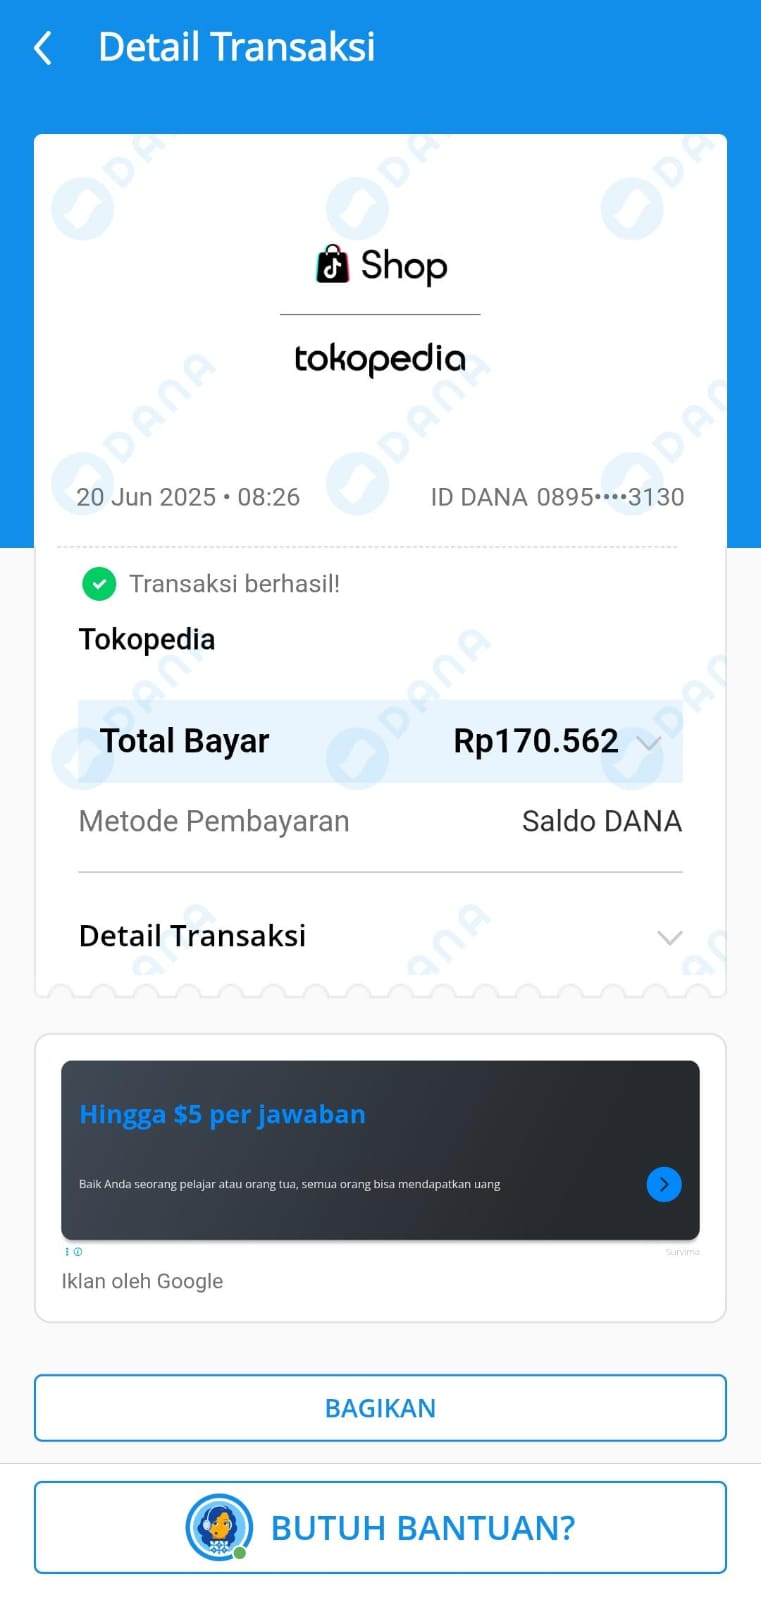 Detail Transaksi
Shop
tokopedia
20 Jun 2025 • 08:26 ID DANA 0895••••3130
Transaksi berhasil!
Tokopedia
Total Bayar Rp170.562
Metode Pembayaran Saldo DANA
Detail Transaksi
Hingga $5 per jawaban
Baik Anda seorang pelajar atau orang tua, semua orang bisa mendapatkan uang
Survimo
Iklan oleh Google
BAGIKAN
BUTUH BANTUAN?
DANA